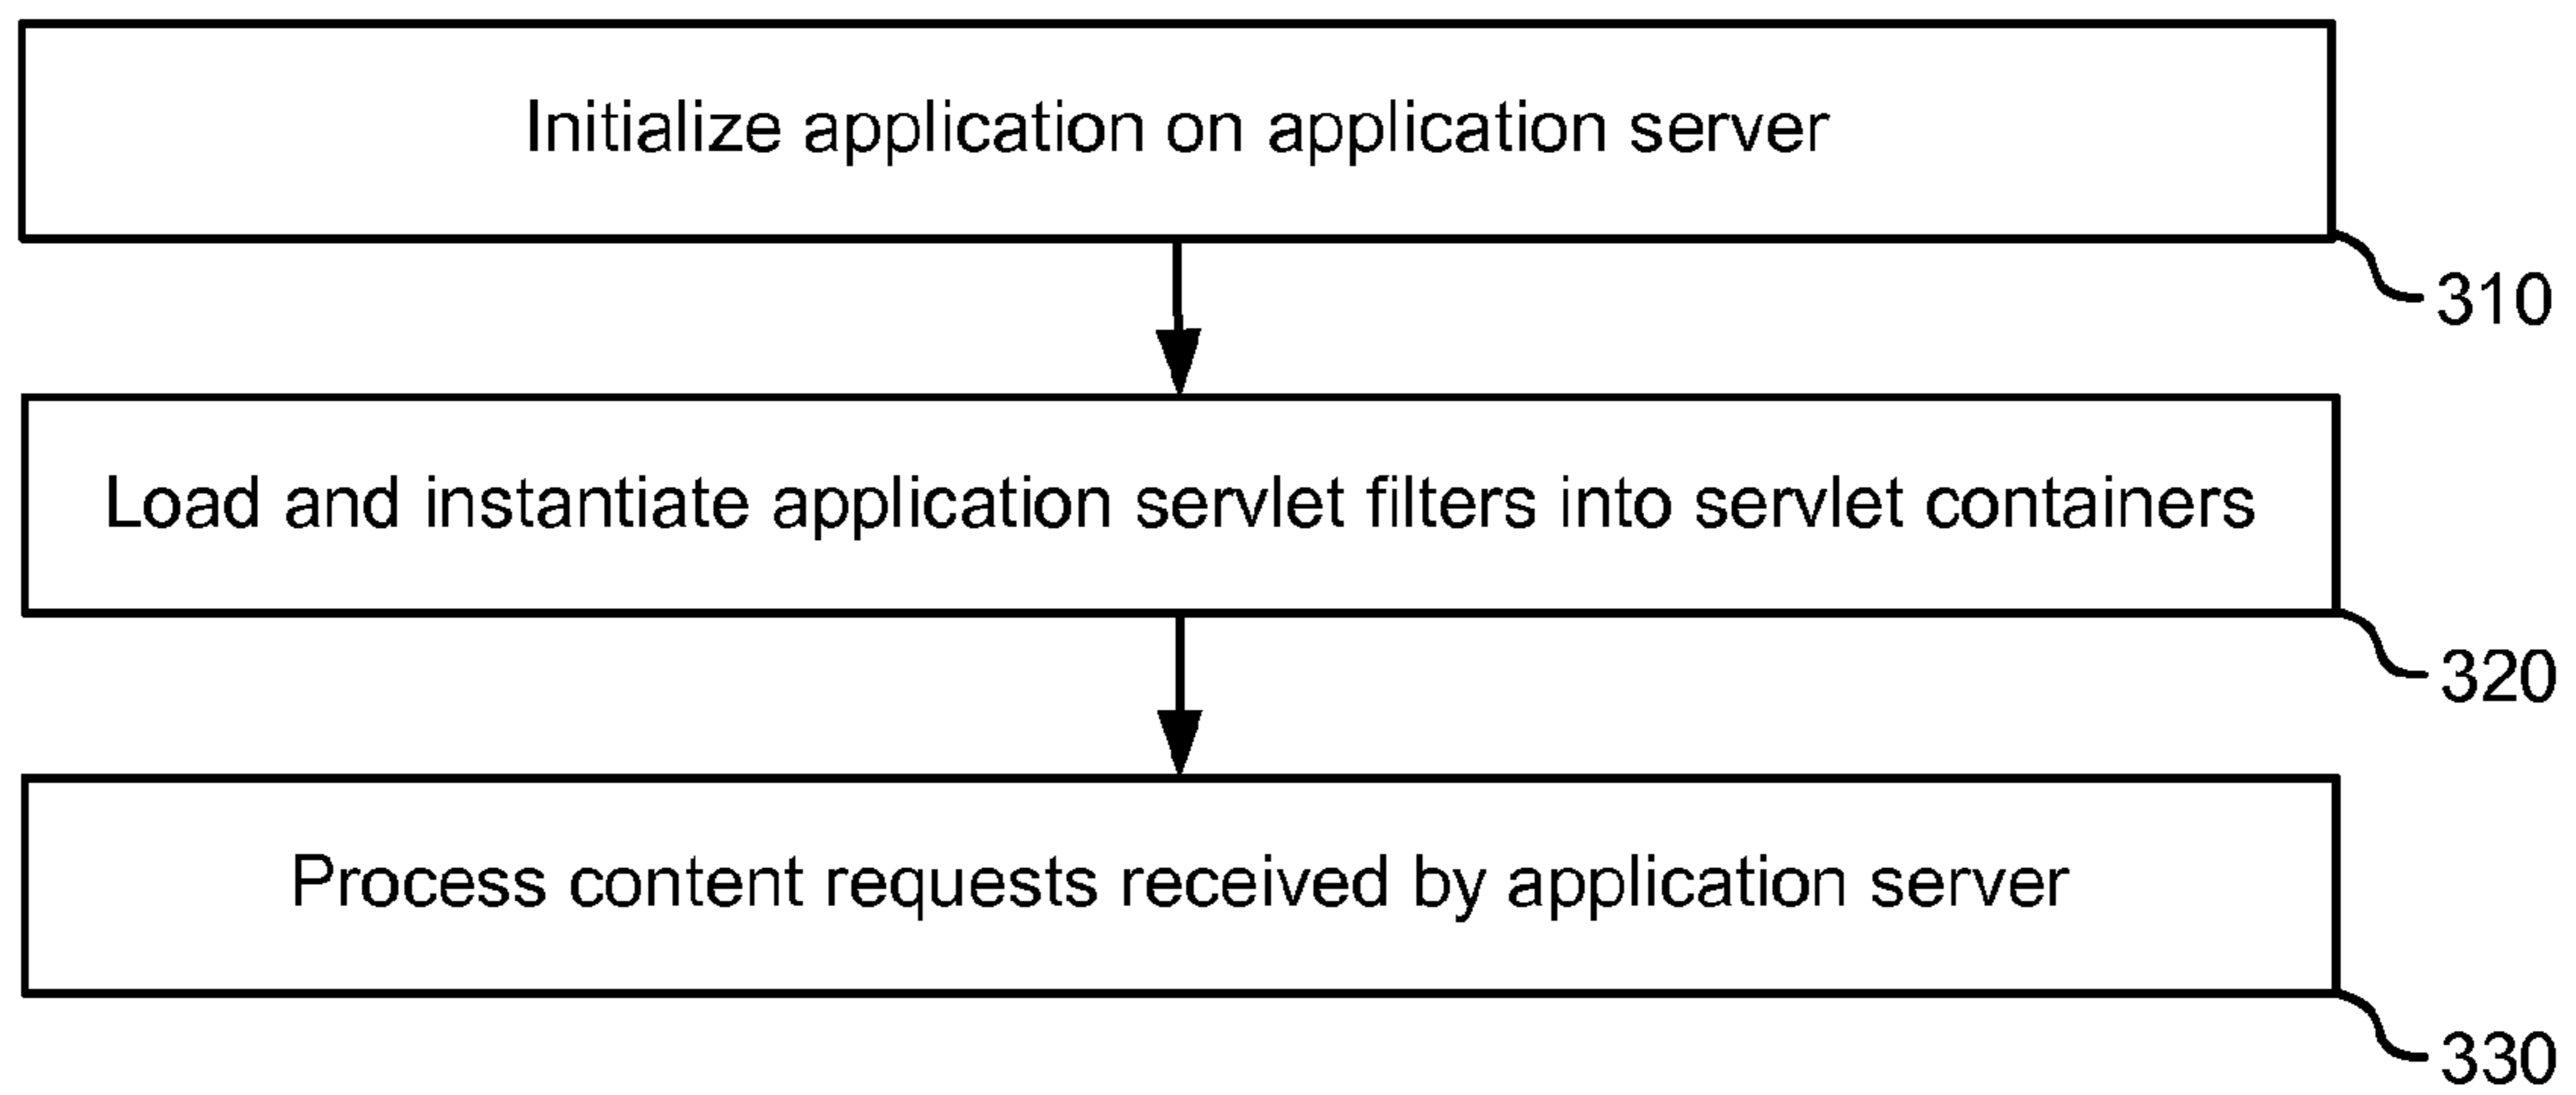 Initialize application on application server
310
Load and instantiate application servlet filters into servlet containers
320
Process content requests received by application server
330